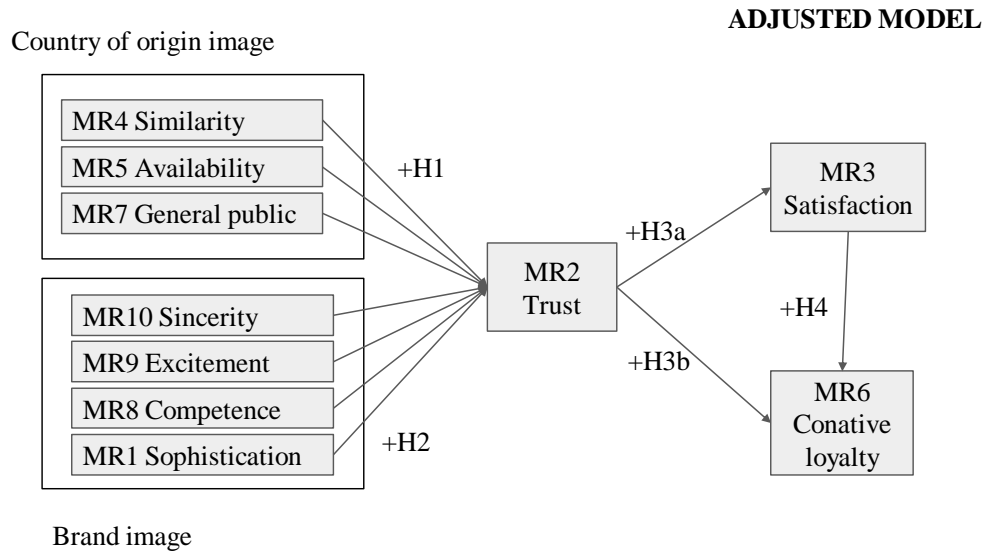 ADJUSTED MODEL
Country of origin image
MR4 Similarity
MR5 Availability
MR7 General public
+H1
MR10 Sincerity
MR9 Excitement
MR8 Competence
MR1 Sophistication
+H2
Brand image
MR2
Trust
+H3a
+H3b
MR3
Satisfaction
+H4
MR6
Conative
loyalty